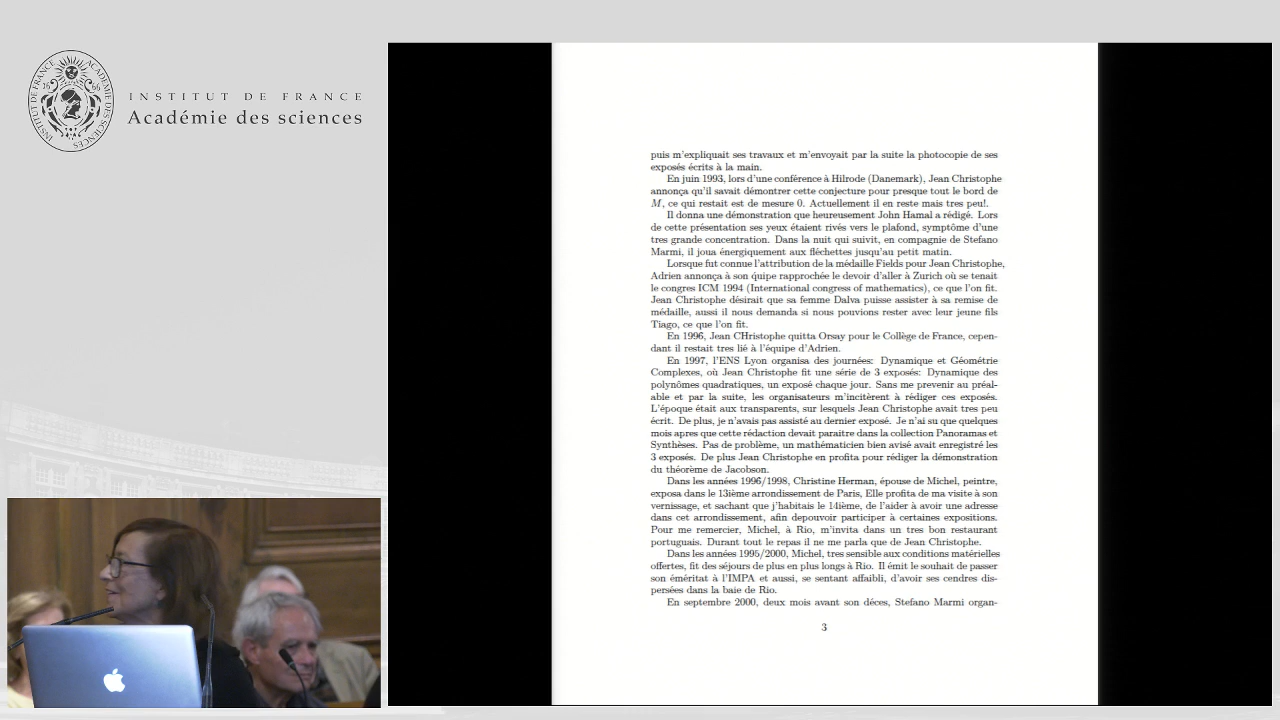 INSTITUT DE FRANCE
Académie des sciences
INSTITUT DE FRANCE
ACADÉMIE DES SCIENCES
1666
puis m'expliquait ses travaux et m'envoyait par la suite la photocopie de ses
exposés écrits à la main.
En juin 1993, lors d'une conférence à Hilrode (Danemark), Jean Christophe
annonça qu'il savait démontrer cette conjecture pour presque tout le bord de
M, ce qui restait est de mesure 0. Actuellement il en reste mais tres peu!.
Il donna une démonstration que heureusement John Hamal a rédigé. Lors
de cette présentation ses yeux étaient rivés vers le plafond, symptôme d'une
tres grande concentration. Dans la nuit qui suivit, en compagnie de Stefano
Marmi, il joua énergiquement aux fléchettes jusqu'au petit matin.
Lorsque fut connue l'attribution de la médaille Fields pour Jean Christophe,
Adrien annonça à son quipe rapprochée le devoir d'aller à Zurich où se tenait
le congres ICM 1994 (International congress of mathematics), ce que l'on fit.
Jean Christophe désirait que sa femme Dalva puisse assister à sa remise de
médaille, aussi il nous demanda si nous pouvions rester avec leur jeune fils
Tiago, ce que l'on fit.
En 1996, Jean CHristophe quitta Orsay pour le Collège de France, cepen-
dant il restait tres lié à l'équipe d'Adrien.
En 1997, l'ENS Lyon organisa des journées: Dynamique et Géométrie
Complexes, où Jean Christophe fit une série de 3 exposés: Dynamique des
polynômes quadratiques, un exposé chaque jour. Sans me prevenir au préal-
able et par la suite, les organisateurs m'incitèrent à rédiger ces exposés.
L'époque était aux transparents, sur lesquels Jean Christophe avait tres peu
écrit. De plus, je n'avais pas assisté au dernier exposé. Je n'ai su que quelques
mois apres que cette rédaction devait paraitre dans la collection Panoramas et
Synthèses. Pas de problème, un mathématicien bien avisé avait enregistré les
3 exposés. De plus Jean Christophe en profita pour rédiger la démonstration
du théorème de Jacobson.
Dans les années 1996/1998, Christine Herman, épouse de Michel, peintre,
exposa dans le 13ième arrondissement de Paris, Elle profita de ma visite à son
vernissage, et sachant que j'habitais le 14ième, de l'aider à avoir une adresse
dans cet arrondissement, afin depouvoir participer à certaines expositions.
Pour me remercier, Michel, à Rio, m'invita dans un tres bon restaurant
portuguais. Durant tout le repas il ne me parla que de Jean Christophe.
Dans les années 1995/2000, Michel, tres sensible aux conditions matérielles
offertes, fit des séjours de plus en plus longs à Rio. Il émit le souhait de passer
son éméritat à l'IMPA et aussi, se sentant affaibli, d'avoir ses cendres dis-
persées dans la baie de Rio.
En septembre 2000, deux mois avant son déces, Stefano Marmi organ-
3